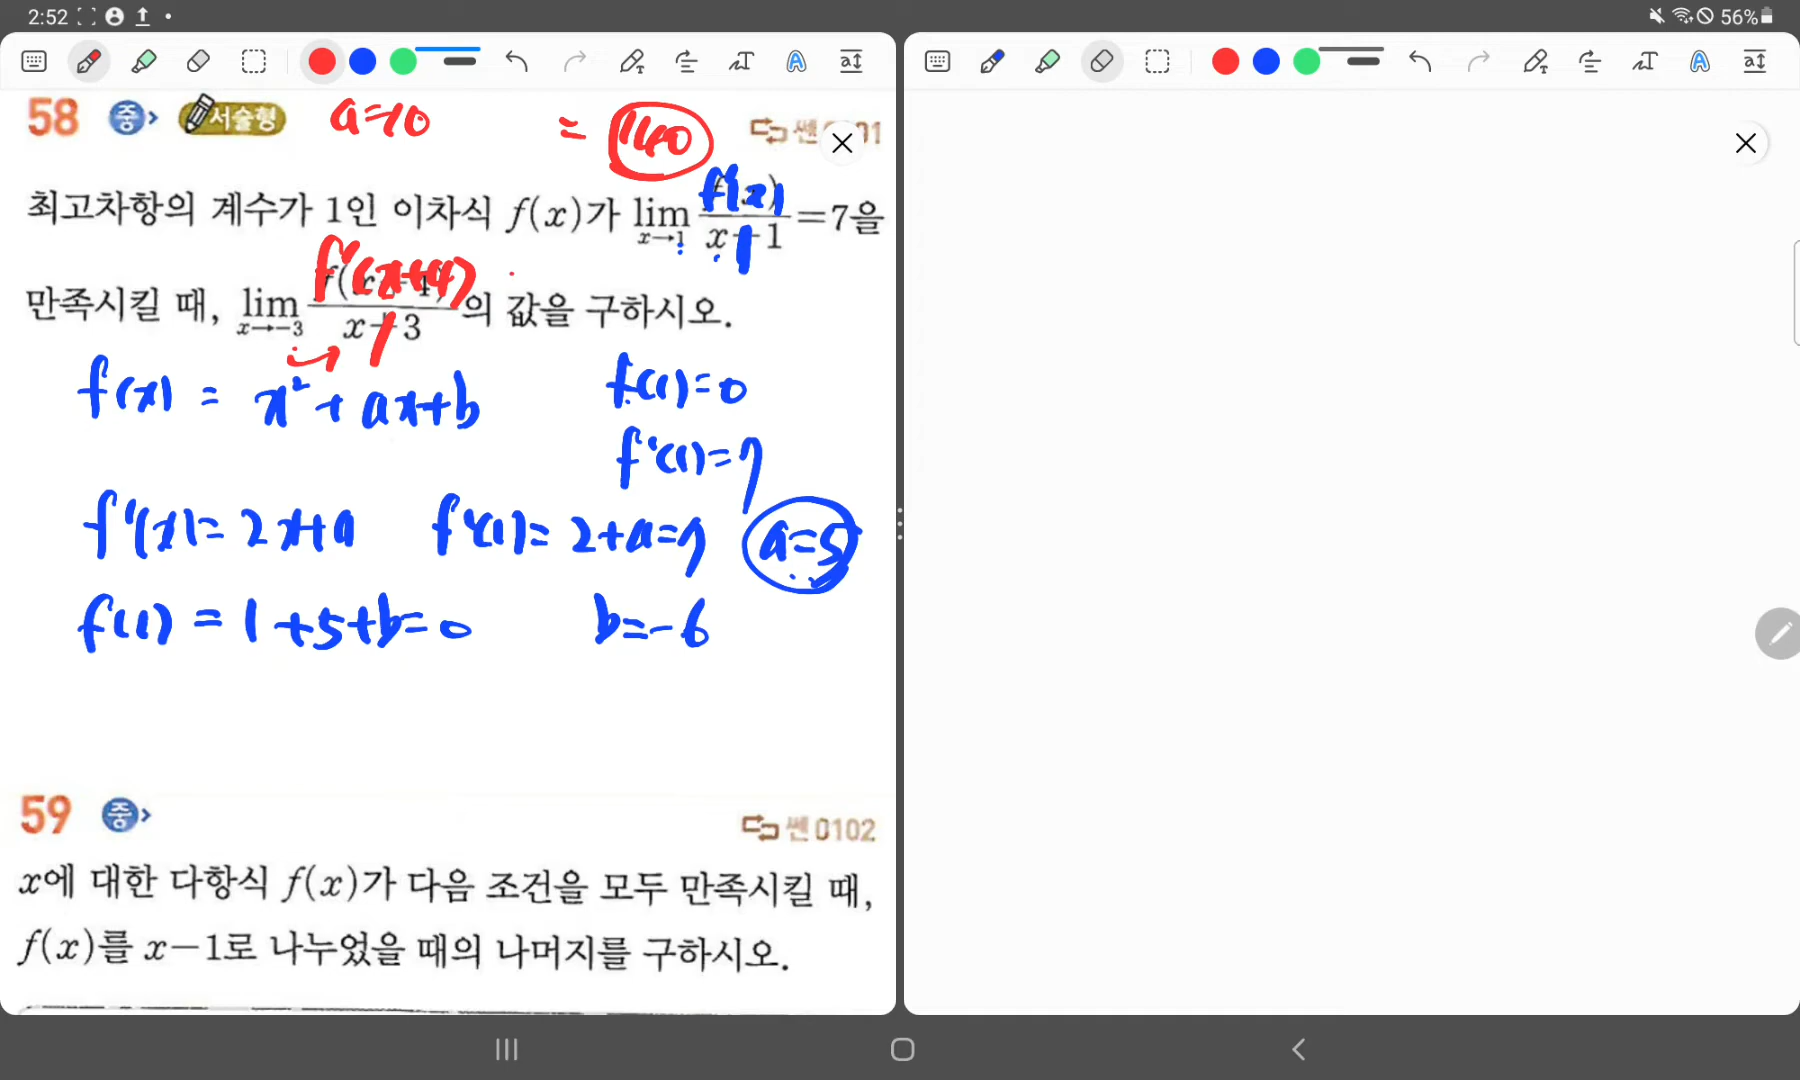 2:52 56%
58 중 서술형 a=10 = 140 쎈 01
최고차항의 계수가 1인 이차식 f(x)가 lim x→1 f'(x) / x-1 =7을
만족시킬 때, lim x→-3 f'(x+4) / x+3 의 값을 구하시오.
f(x) = x² + ax+b f(1)=0
f'(1)=7
f'(x)=2x+a f'(1)=2+a=7 a=5
f(1) = 1+5+b=0 b=-6
59 중 쎈 0102
x에 대한 다항식 f(x)가 다음 조건을 모두 만족시킬 때,
f(x)를 x-1로 나누었을 때의 나머지를 구하시오.